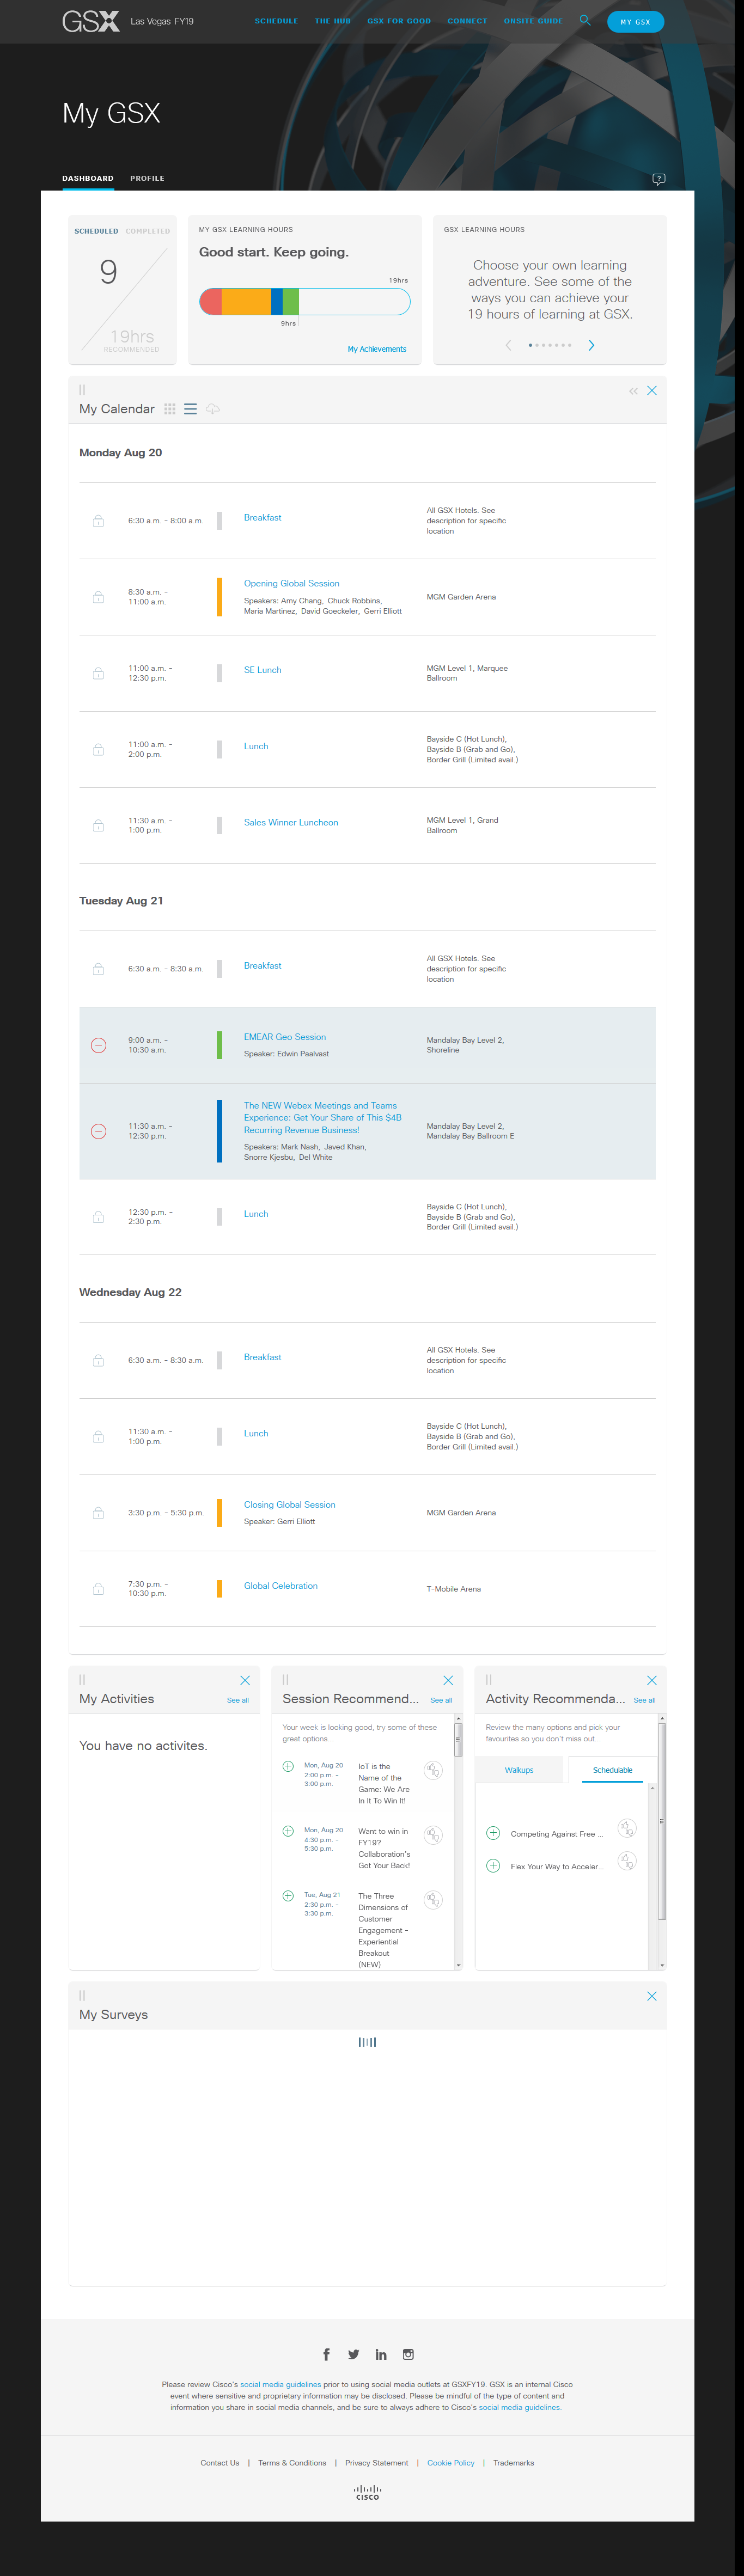 GSX Las Vegas FY19 SCHEDULE THE HUB GSX FOR GOOD CONNECT ONSITE GUIDE MY GSX
My GSX
DASHBOARD PROFILE
SCHEDULED COMPLETED
9
19hrs
RECOMMENDED
MY GSX LEARNING HOURS
Good start. Keep going.
19hrs
9hrs
My Achievements
GSX LEARNING HOURS
Choose your own learning
adventure. See some of the
ways you can achieve your
19 hours of learning at GSX.
My Calendar
Monday Aug 20
6:30 a.m. - 8:00 a.m.
Breakfast
All GSX Hotels. See
description for specific
location
8:30 a.m. -
11:00 a.m.
Opening Global Session
Speakers: Amy Chang, Chuck Robbins,
Maria Martinez, David Goeckeler, Gerri Elliott
MGM Garden Arena
11:00 a.m. -
12:30 p.m.
SE Lunch
MGM Level 1, Marquee
Ballroom
11:00 a.m. -
2:00 p.m.
Lunch
Bayside C (Hot Lunch),
Bayside B (Grab and Go),
Border Grill (Limited avail.)
11:30 a.m. -
1:00 p.m.
Sales Winner Luncheon
MGM Level 1, Grand
Ballroom
Tuesday Aug 21
6:30 a.m. - 8:30 a.m.
Breakfast
All GSX Hotels. See
description for specific
location
9:00 a.m. -
10:30 a.m.
EMEAR Geo Session
Speaker: Edwin Paalvast
Mandalay Bay Level 2,
Shoreline
11:30 a.m. -
12:30 p.m.
The NEW Webex Meetings and Teams
Experience: Get Your Share of This $4B
Recurring Revenue Business!
Speakers: Mark Nash, Javed Khan,
Snorre Kjesbu, Del White
Mandalay Bay Level 2,
Mandalay Bay Ballroom E
12:30 p.m. -
2:30 p.m.
Lunch
Bayside C (Hot Lunch),
Bayside B (Grab and Go),
Border Grill (Limited avail.)
Wednesday Aug 22
6:30 a.m. - 8:30 a.m.
Breakfast
All GSX Hotels. See
description for specific
location
11:30 a.m. -
1:00 p.m.
Lunch
Bayside C (Hot Lunch),
Bayside B (Grab and Go),
Border Grill (Limited avail.)
3:30 p.m. - 5:30 p.m.
Closing Global Session
Speaker: Gerri Elliott
MGM Garden Arena
7:30 p.m. -
10:30 p.m.
Global Celebration
T-Mobile Arena
My Activities See all
You have no activites.
Session Recommend... See all
Your week is looking good, try some of these
great options...
Mon, Aug 20
2:00 p.m. -
3:00 p.m.
IoT is the
Name of the
Game: We Are
In It To Win It!
Mon, Aug 20
4:30 p.m. -
5:30 p.m.
Want to win in
FY19?
Collaboration's
Got Your Back!
Tue, Aug 21
2:30 p.m. -
3:30 p.m.
The Three
Dimensions of
Customer
Engagement -
Experiential
Breakout
(NEW)
Activity Recommenda... See all
Review the many options and pick your
favourites so you don't miss out...
Walkups Schedulable
Competing Against Free ...
Flex Your Way to Acceler...
My Surveys
Please review Cisco's social media guidelines prior to using social media outlets at GSXFY19. GSX is an internal Cisco
event where sensitive and proprietary information may be disclosed. Please be mindful of the type of content and
information you share in social media channels, and be sure to always adhere to Cisco's social media guidelines.
Contact Us | Terms & Conditions | Privacy Statement | Cookie Policy | Trademarks
CISCO